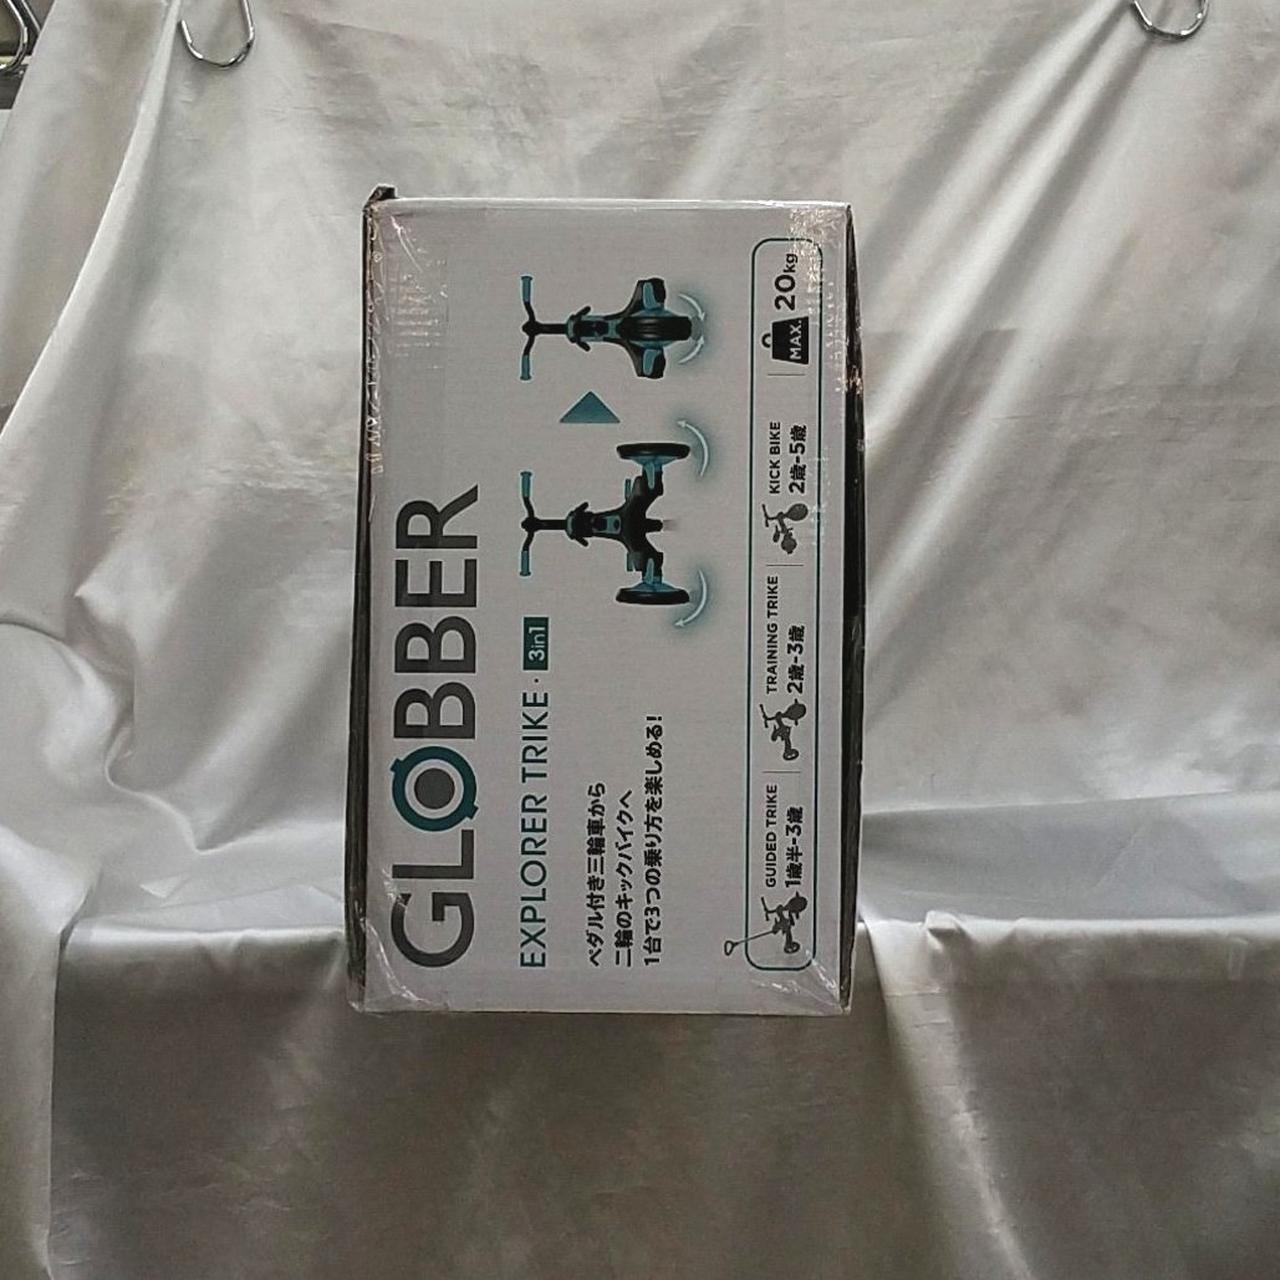 GLOBBER
EXPLORER TRIKE · 3in1
ペダル付き三輪車から
二輪のキックバイクへ
1台で3つの乗り方を楽しめる!
GUIDED TRIKE
1歳半-3歳
TRAINING TRIKE
2歳-3歳
KICK BIKE
2歳-5歳
MAX. 20kg